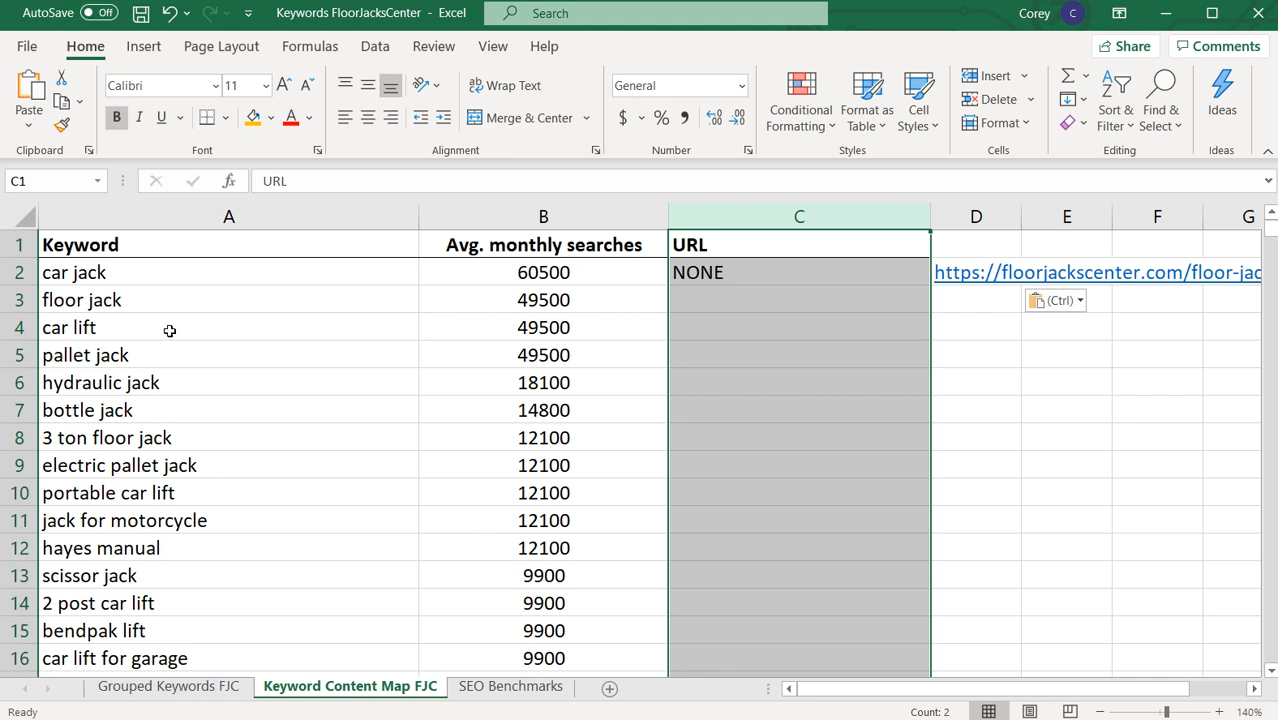 AutoSave Off Keywords FloorJacksCenter - Excel Search Corey C
File Home Insert Page Layout Formulas Data Review View Help Share Comments
Paste Calibri 11 Wrap Text General Conditional Formatting Format as Table Cell Styles Insert Sort & Filter Find & Select Ideas
Delete
B I U Merge & Center $ % Format
Clipboard Font Alignment Number Styles Cells Editing Ideas
C1 fx URL
A B C D E F G
1 Keyword Avg. monthly searches URL
2 car jack 60500 NONE https://floorjackscenter.com/floor-jac
3 floor jack 49500 (Ctrl)
4 car lift 49500
5 pallet jack 49500
6 hydraulic jack 18100
7 bottle jack 14800
8 3 ton floor jack 12100
9 electric pallet jack 12100
10 portable car lift 12100
11 jack for motorcycle 12100
12 hayes manual 12100
13 scissor jack 9900
14 2 post car lift 9900
15 bendpak lift 9900
16 car lift for garage 9900
Grouped Keywords FJC Keyword Content Map FJC SEO Benchmarks
Ready Count: 2 140%